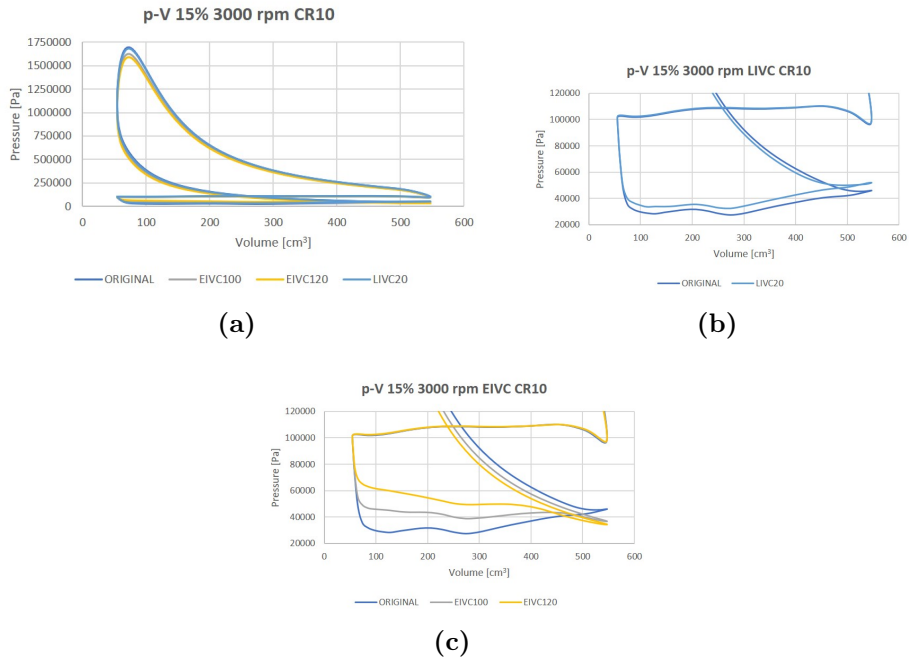 p-V 15% 3000 rpm CR10
1750000
1500000
1250000
1000000
750000
500000
250000
0
Pressure [Pa]
0 100 200 300 400 500 600
Volume [cm³]
ORIGINAL EIVC100 EIVC120 LIVC20
(a)
p-V 15% 3000 rpm LIVC CR10
120000
100000
80000
60000
40000
20000
Pressure [Pa]
0 100 200 300 400 500 600
Volume [cm³]
ORIGINAL LIVC20
(b)
p-V 15% 3000 rpm EIVC CR10
120000
100000
80000
60000
40000
20000
Pressure [Pa]
0 100 200 300 400 500 600
Volume [cm³]
ORIGINAL EIVC100 EIVC120
(c)